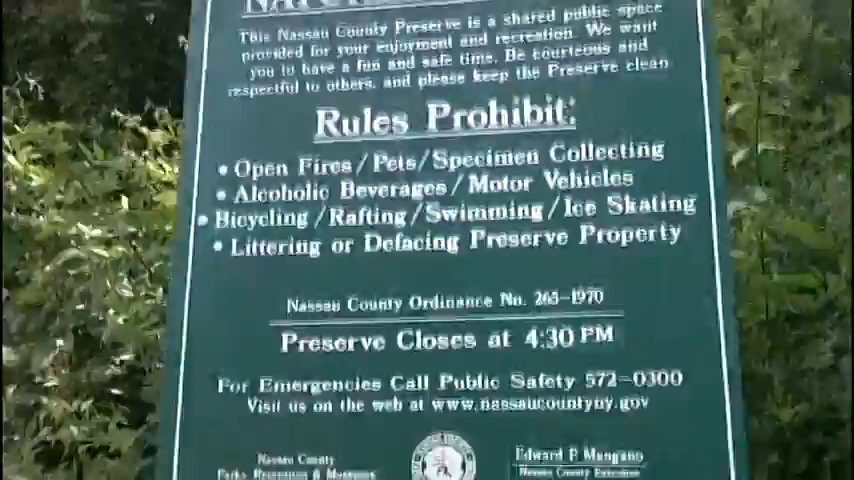 This Nassau County Preserve is a shared public space
provided for your enjoyment and recreation. We want
you to have a fun and safe time. Be courteous and
respectful to others, and please keep the Preserve clean
Rules Prohibit:
• Open Fires/Pets/Specimen Collecting
• Alcoholic Beverages/Motor Vehicles
• Bicycling/Rafting/Swimming/Ice Skating
• Littering or Defacing Preserve Property
Nassau County Ordinance No. 265-1970
Preserve Closes at 4:30 PM
For Emergencies Call Public Safety 572-0300
Visit us on the web at www.nassaucountyny.gov
Nassau County
Parks, Recreation & Museums
Edward P. Mangano
Nassau County Executive